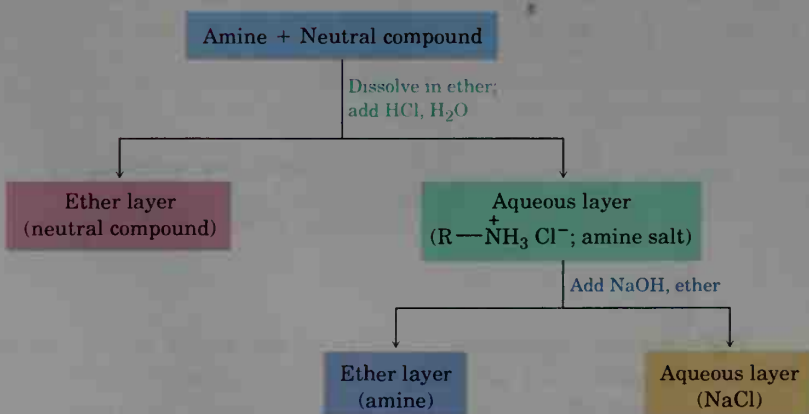 Amine + Neutral compound
Dissolve in ether;
add HCl, H₂O
Ether layer
(neutral compound)
Aqueous layer
(R—N⁺H₃ Cl⁻; amine salt)
Add NaOH, ether
Ether layer
(amine)
Aqueous layer
(NaCl)